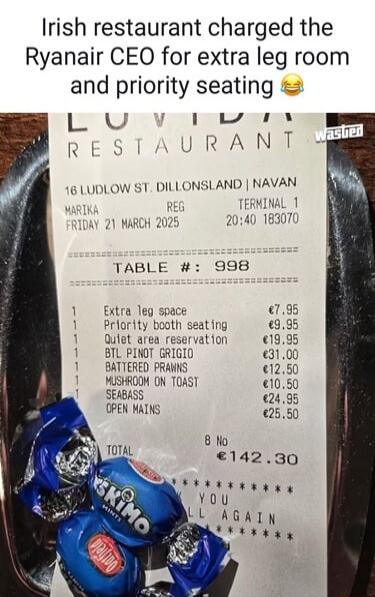 Irish restaurant charged the
Ryanair CEO for extra leg room
and priority seating 😂
RESTAURANT
16 LUDLOW ST. DILLONSLAND | NAVAN
MARIKA REG TERMINAL 1
FRIDAY 21 MARCH 2025 20:40 183070
TABLE #: 998
1 Extra leg space €7.95
1 Priority booth seating €9.95
1 Quiet area reservation €19.95
1 BTL PINOT GRIGIO €31.00
1 BATTERED PRAWNS €12.50
1 MUSHROOM ON TOAST €10.50
1 SEABASS €24.95
OPEN MAINS €25.50
8 No
TOTAL €142.30
* * * * * * * * * *
YOU
LL AGAIN
* * * * * * *
SKIMO
MINTS